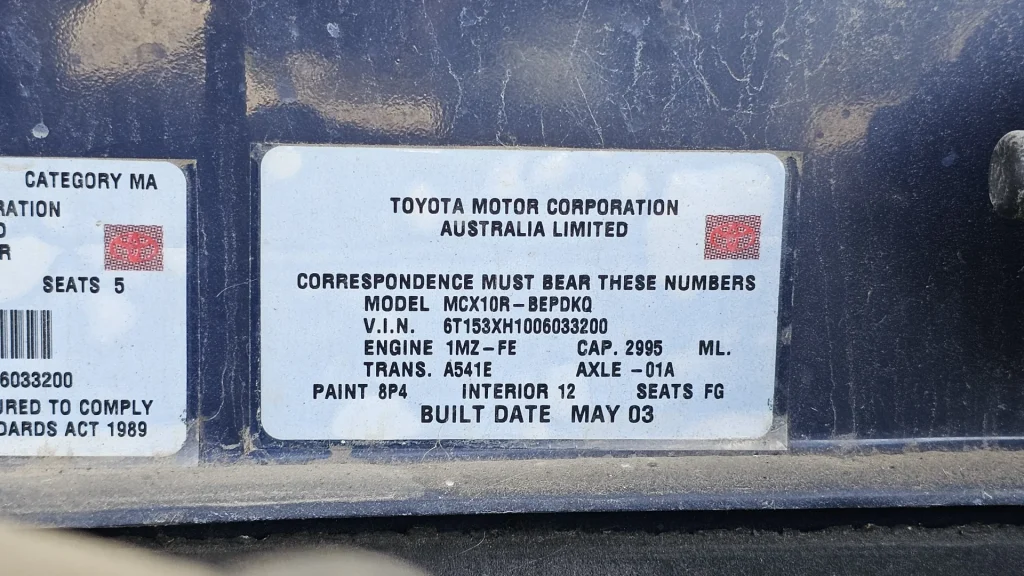 CATEGORY MA
RATION
SEATS 5
6033200
URED TO COMPLY
DARDS ACT 1989
TOYOTA MOTOR CORPORATION
AUSTRALIA LIMITED
CORRESPONDENCE MUST BEAR THESE NUMBERS
MODEL MCX10R-BEPDKQ
V.I.N. 6T153XH1006033200
ENGINE 1MZ-FE CAP. 2995 ML.
TRANS. A541E AXLE -01A
PAINT 8P4 INTERIOR 12 SEATS FG
BUILT DATE MAY 03